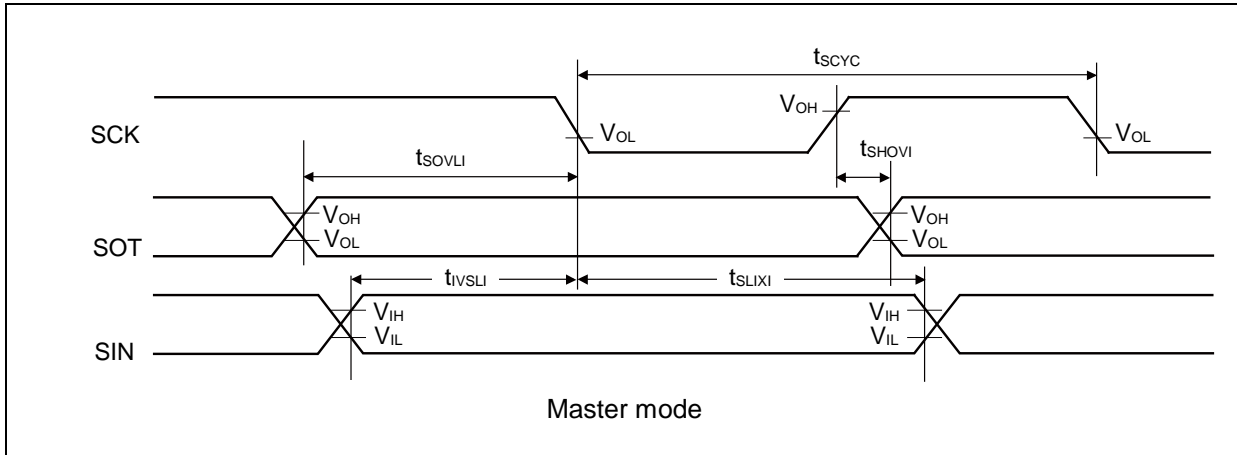 tSCYC
SCK
VOH
VOL
VOL
tSOVLI
tSHOVI
SOT
VOH
VOL
VOH
VOL
tIVSLI
tSLIXI
SIN
VIH
VIL
VIH
VIL
Master mode